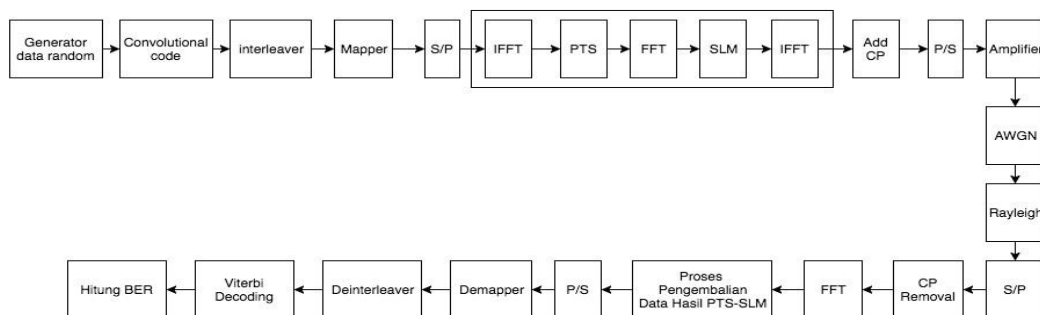 Generator
data random
Convolutional
code
interleaver
Mapper
S/P
IFFT
PTS
FFT
SLM
IFFT
Add
CP
P/S
Amplifier
AWGN
Rayleigh
S/P
CP
Removal
FFT
Proses
Pengembalian
Data Hasil PTS-SLM
P/S
Demapper
Deinterleaver
Viterbi
Decoding
Hitung BER